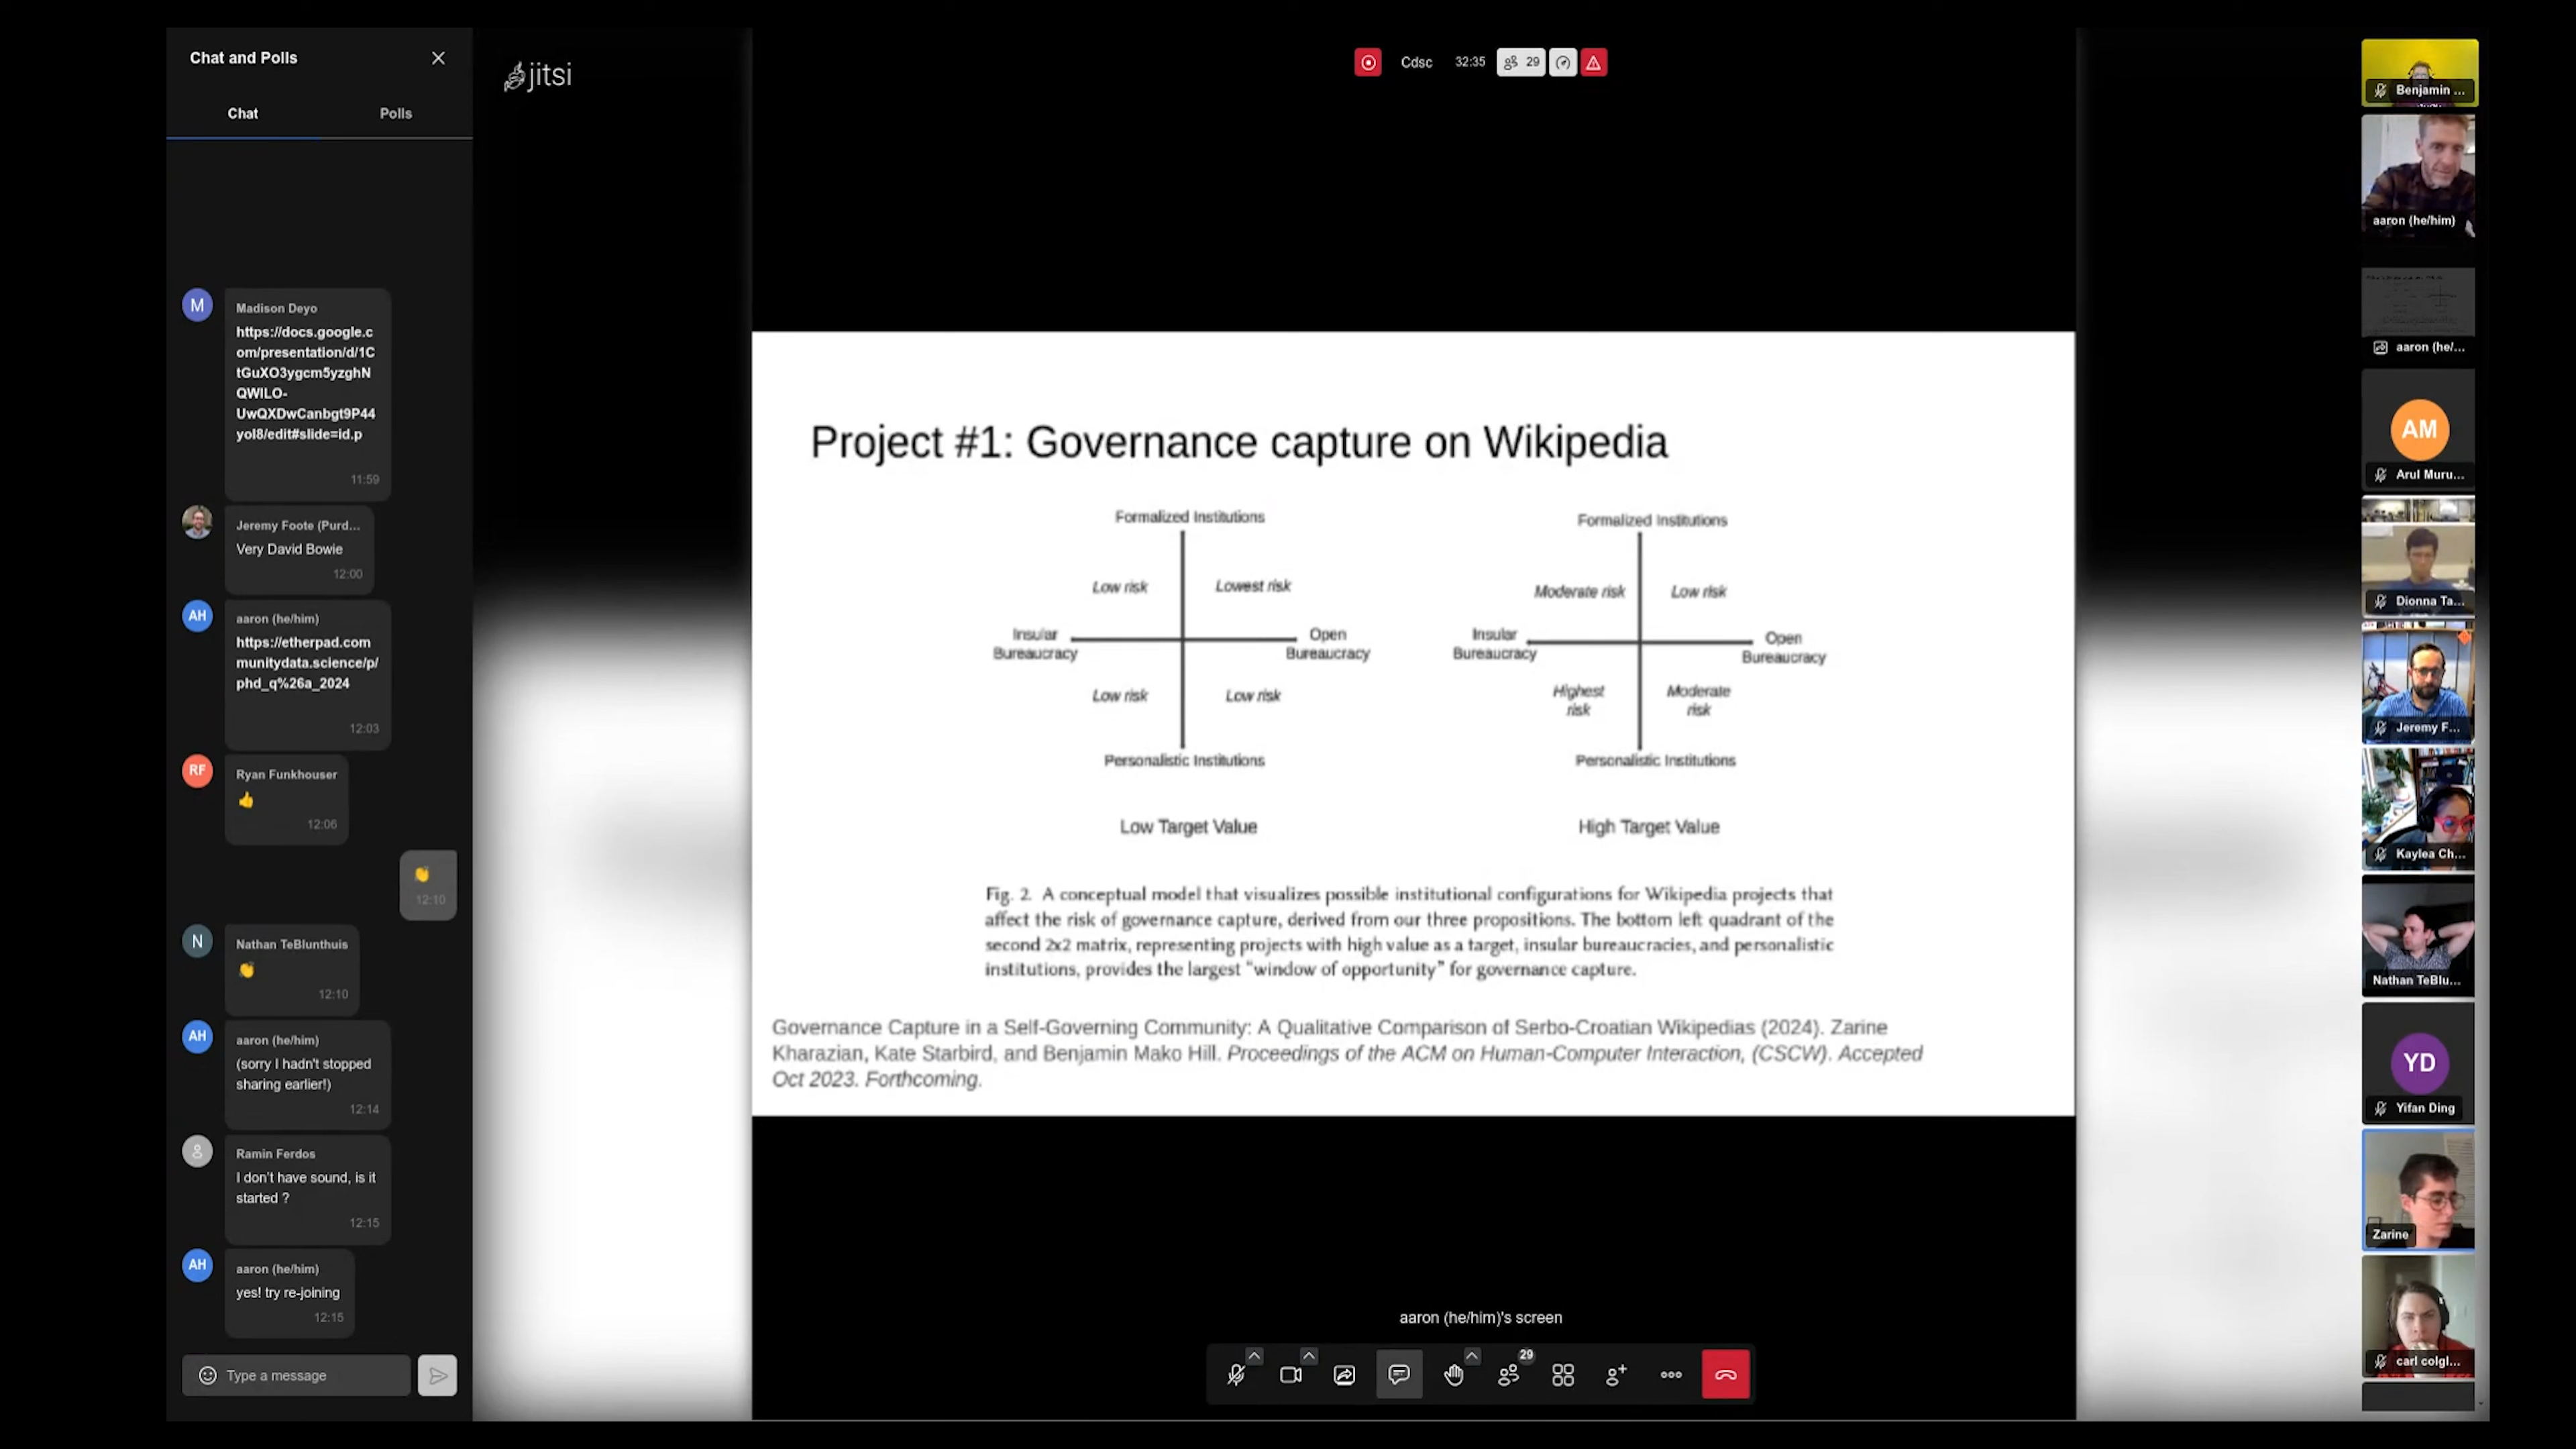 Chat and Polls
Chat
Polls
Madison Deyo
https://docs.google.c
om/presentation/d/1C
tGuXO3ygcm5yzghN
QWILO-
UwQXDwCanbgt9P44
yoI8/edit#slide=id.p
11:59
Jeremy Foote (Purd...
Very David Bowie
12:00
AH
aaron (he/him)
https://etherpad.com
munitydata.science/p/
phd_q%26a_2024
12:03
RF
Ryan Funkhouser
12:06
12:10
N
Nathan TeBlunthuis
12:10
AH
aaron (he/him)
(sorry I hadn't stopped
sharing earlier!)
12:14
Ramin Ferdos
I don't have sound, is it
started ?
12:15
AH
aaron (he/him)
yes! try re-joining
12:15
Type a message
M
jitsi
Cdsc
32:35
29
Project #1: Governance capture on Wikipedia
Formalized Institutions
Low risk
Lowest risk
Insular
Bureaucracy
Open
Bureaucracy
Low risk
Low risk
Personalistic Institutions
Low Target Value
Formalized Institutions
Moderate risk
Low risk
Insular
Bureaucracy
Open
Bureaucracy
Highest
risk
Moderate
risk
Personalistic Institutions
High Target Value
Fig. 2. A conceptual model that visualizes possible institutional configurations for Wikipedia projects that
affect the risk of governance capture, derived from our three propositions. The bottom left quadrant of the
second 2x2 matrix, representing projects with high value as a target, insular bureaucracies, and personalistic
institutions, provides the largest "window of opportunity" for governance capture.
Governance Capture in a Self-Governing Community: A Qualitative Comparison of Serbo-Croatian Wikipedias (2024). Zarine
Kharazian, Kate Starbird, and Benjamin Mako Hill. Proceedings of the ACM on Human-Computer Interaction, (CSCW). Accepted
Oct 2023. Forthcoming.
aaron (he/him)'s screen
29
Benjamin ...
aaron (he/him)
aaron (he/...
AM
Arul Muru...
Dionna Ta...
Jeremy F...
Kaylea Ch...
Nathan TeBlu...
YD
Yifan Ding
Zarine
carl colgl...